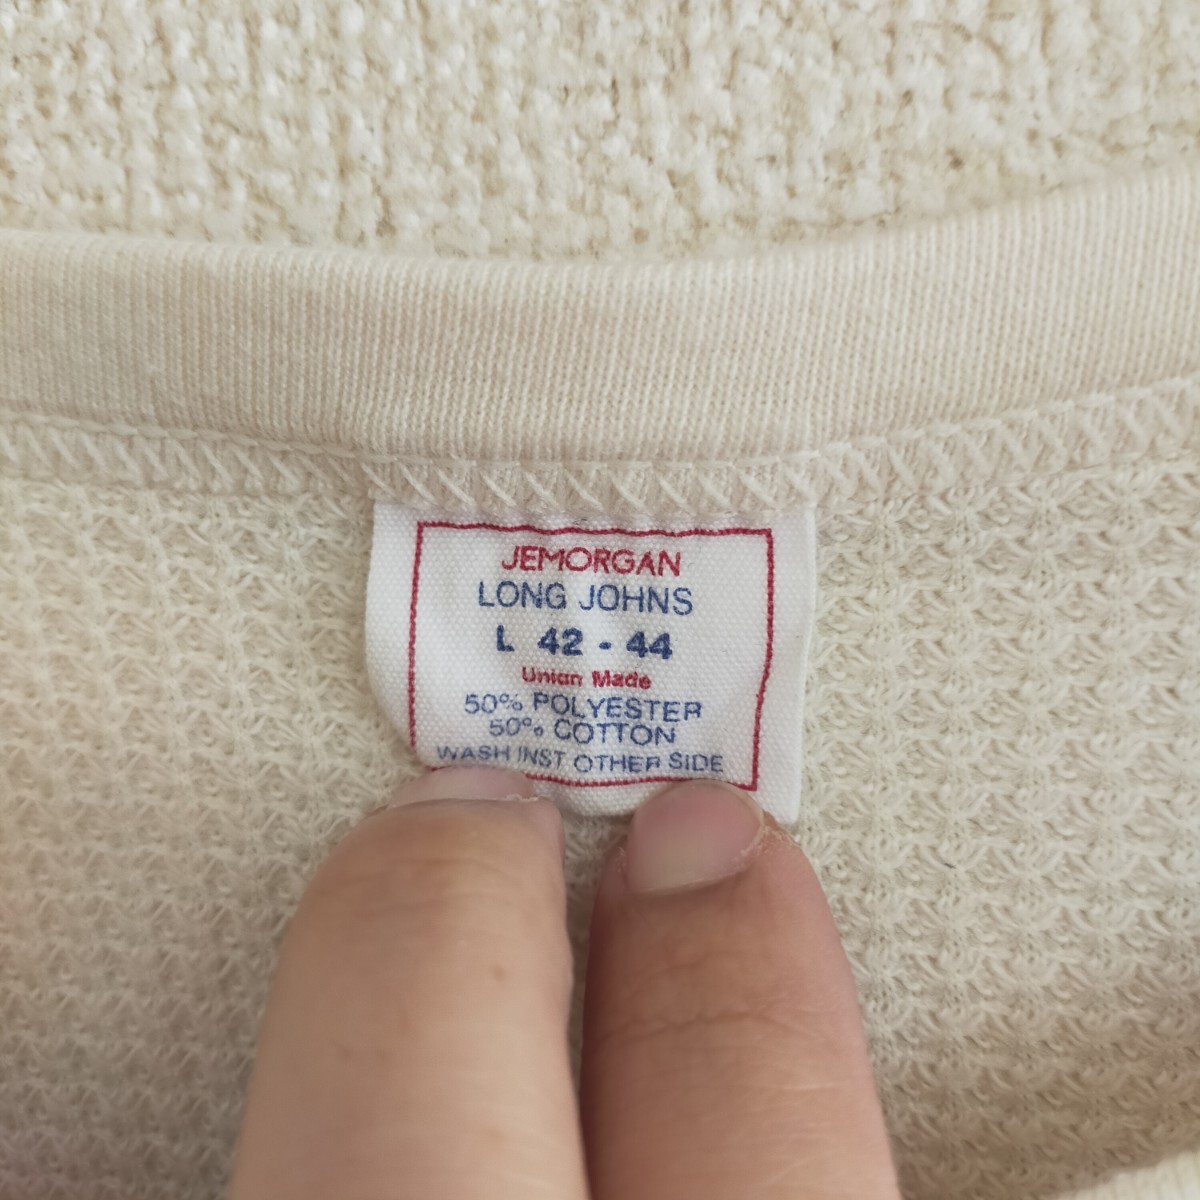 JEMORGAN
LONG JOHNS
L 42 - 44
Union Made
50% POLYESTER
50% COTTON
WASH INST OTHER SIDE